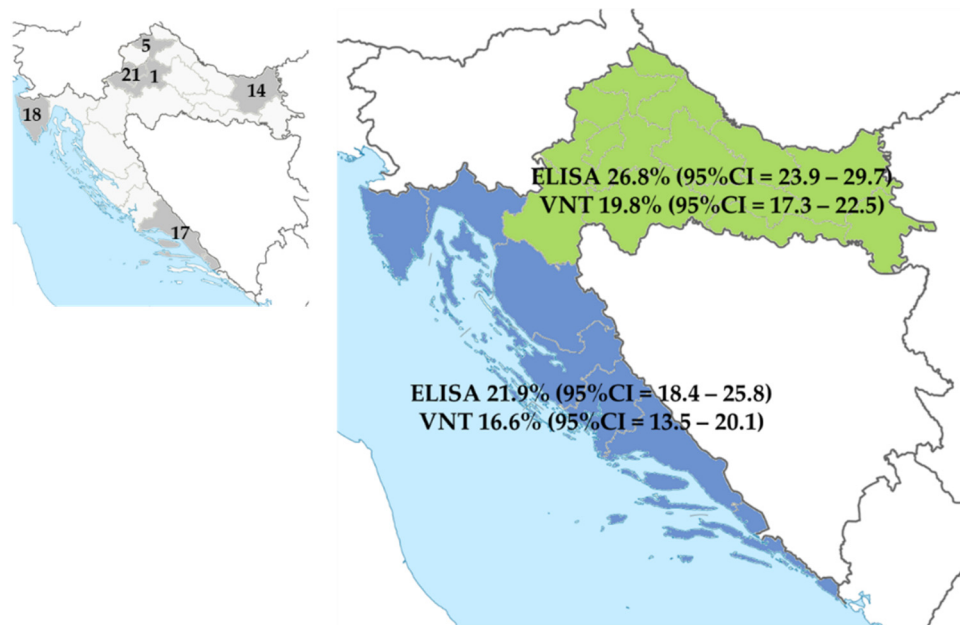 5
21 1
14
18
17
ELISA 26.8% (95%CI = 23.9 – 29.7)
VNT 19.8% (95%CI = 17.3 – 22.5)
ELISA 21.9% (95%CI = 18.4 – 25.8)
VNT 16.6% (95%CI = 13.5 – 20.1)